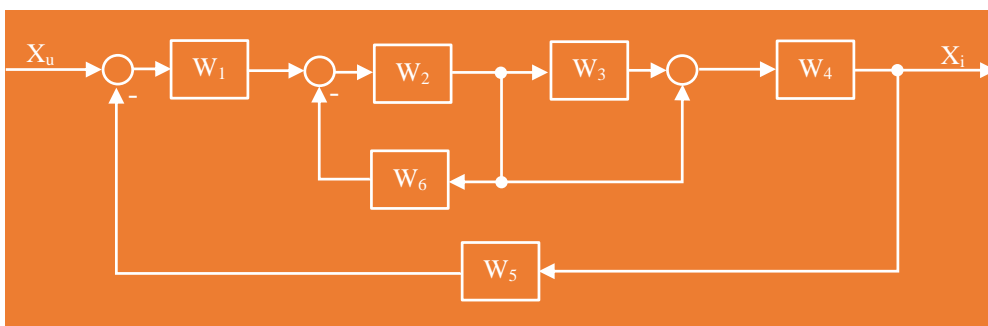 Xᵤ W₁ W₂ W₃ W₄ Xᵢ
- -
W₆
W₅